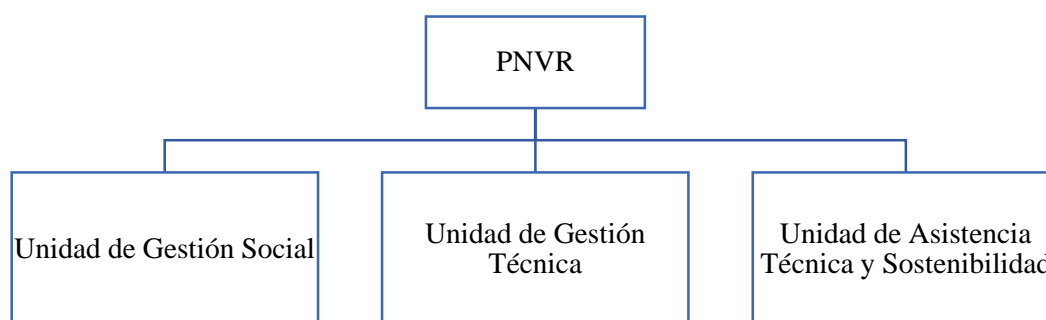 PNVR
Unidad de Gestión Social
Unidad de Gestión
Técnica
Unidad de Asistencia
Técnica y Sostenibilidad